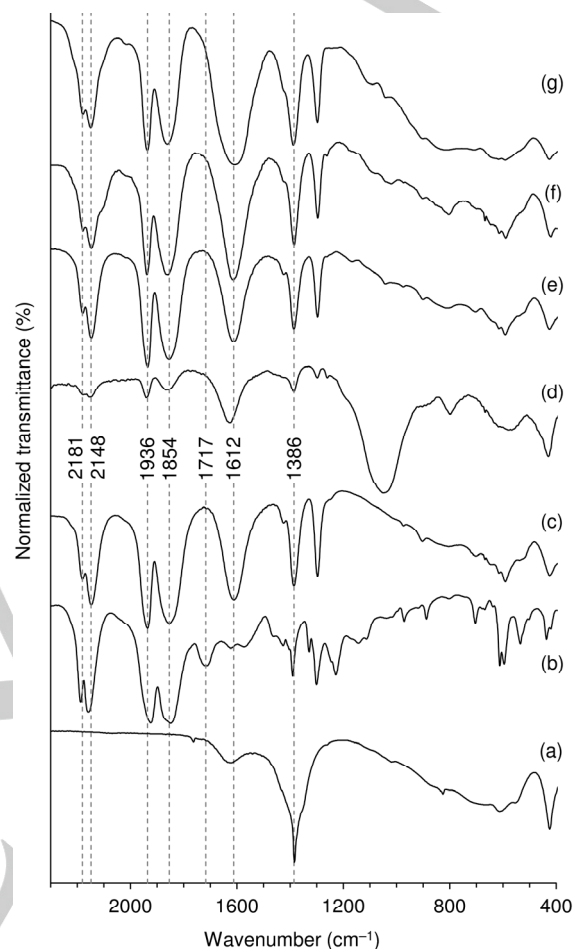 (g)
(f)
(e)
(d)
(c)
(b)
(a)
Normalized transmittance (%)
2181
2148
1936
1854
1717
1612
1386
2000
1600
1200
800
400
Wavenumber (cm⁻¹)